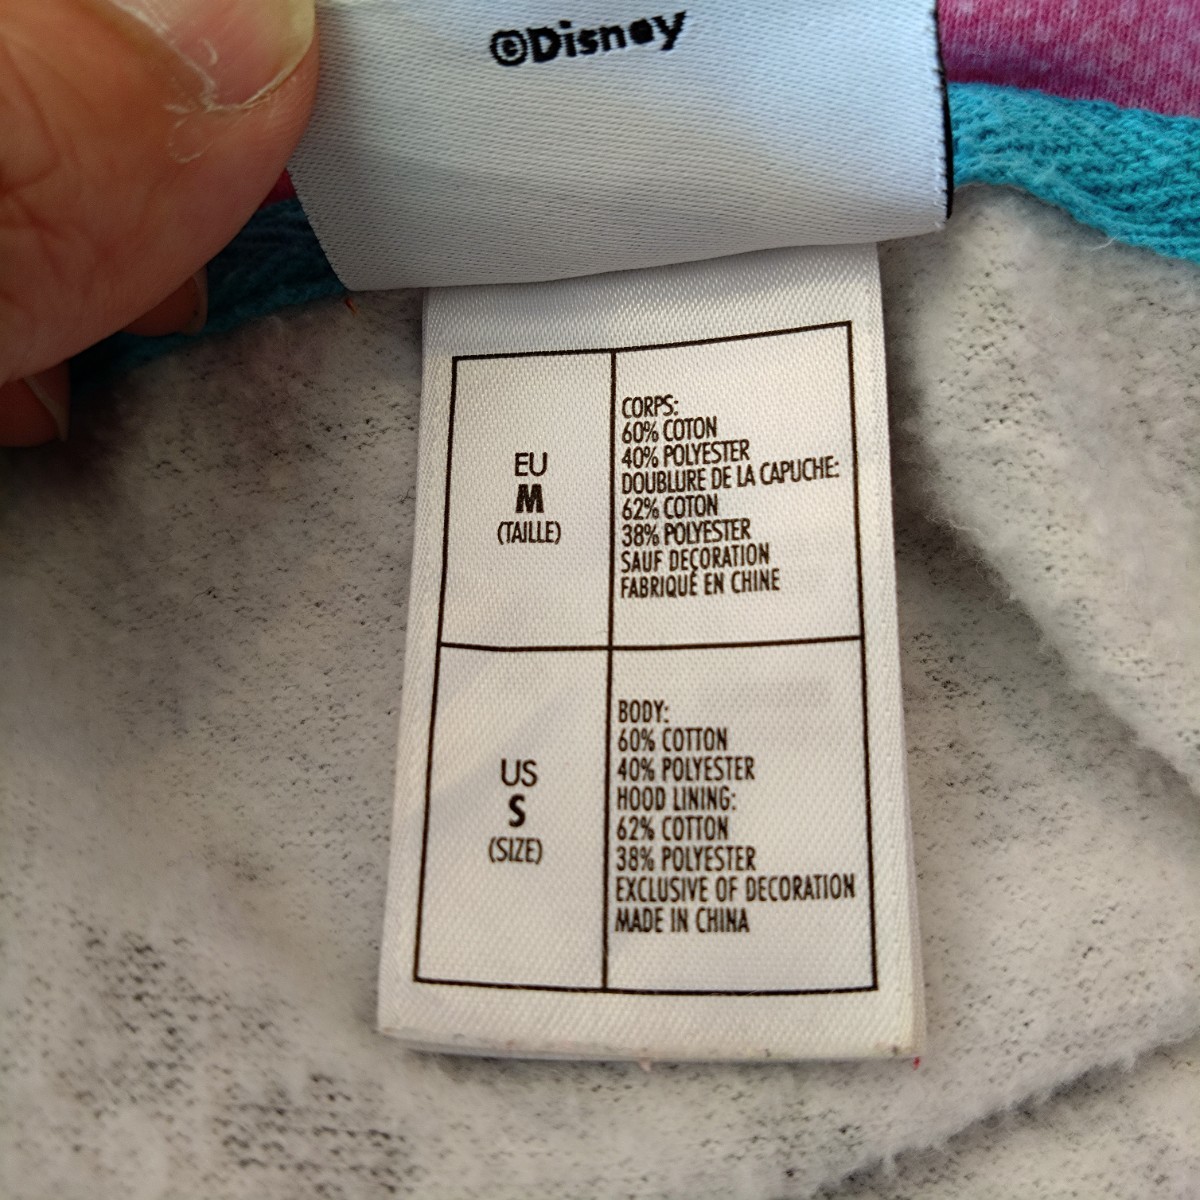 ©Disney
EU
M
(TAILLE)
CORPS:
60% COTON
40% POLYESTER
DOUBLURE DE LA CAPUCHE:
62% COTON
38% POLYESTER
SAUF DECORATION
FABRIQUÉ EN CHINE
US
S
(SIZE)
BODY:
60% COTTON
40% POLYESTER
HOOD LINING:
62% COTTON
38% POLYESTER
EXCLUSIVE OF DECORATION
MADE IN CHINA